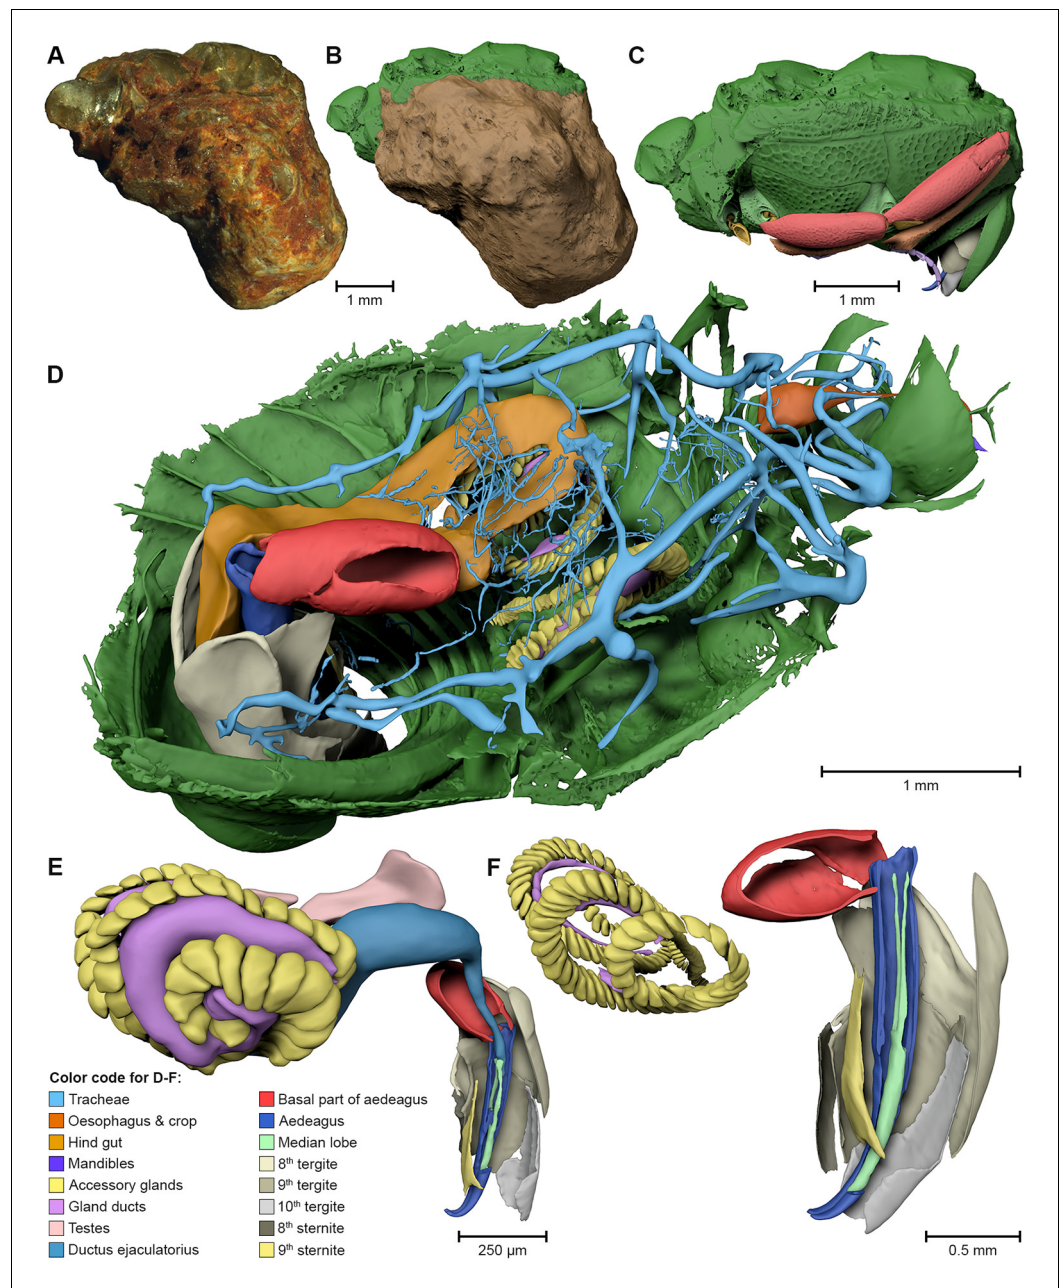 A
B
C
1 mm
1 mm
D
1 mm
E
F
Color code for D-F:
Tracheae
Oesophagus & crop
Hind gut
Mandibles
Accessory glands
Gland ducts
Testes
Ductus ejaculatorius
Basal part of aedeagus
Aedeagus
Median lobe
8th tergite
9th tergite
10th tergite
8th sternite
9th sternite
250 µm
0.5 mm